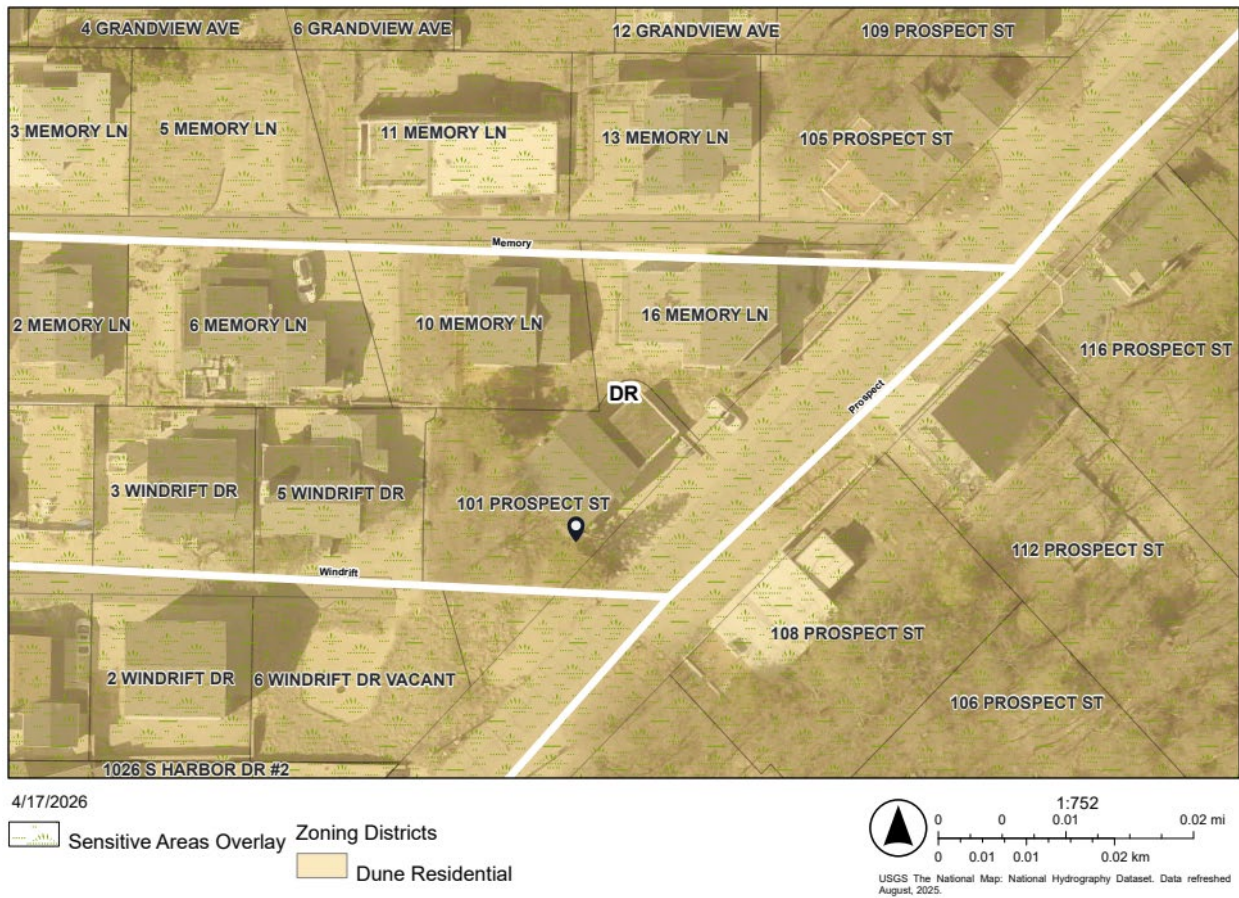 4 GRANDVIEW AVE
6 GRANDVIEW AVE
12 GRANDVIEW AVE
109 PROSPECT ST
3 MEMORY LN
5 MEMORY LN
11 MEMORY LN
13 MEMORY LN
105 PROSPECT ST
Memory
2 MEMORY LN
6 MEMORY LN
10 MEMORY LN
16 MEMORY LN
116 PROSPECT ST
DR
Prospect
3 WINDRIFT DR
5 WINDRIFT DR
101 PROSPECT ST
112 PROSPECT ST
Windrift
108 PROSPECT ST
2 WINDRIFT DR
6 WINDRIFT DR VACANT
106 PROSPECT ST
1026 S HARBOR DR #2
4/17/2026
Sensitive Areas Overlay
Zoning Districts
Dune Residential
1:752
0 0 0.01 0.02 mi
0 0.01 0.01 0.02 km
USGS The National Map: National Hydrography Dataset. Data refreshed
August, 2025.